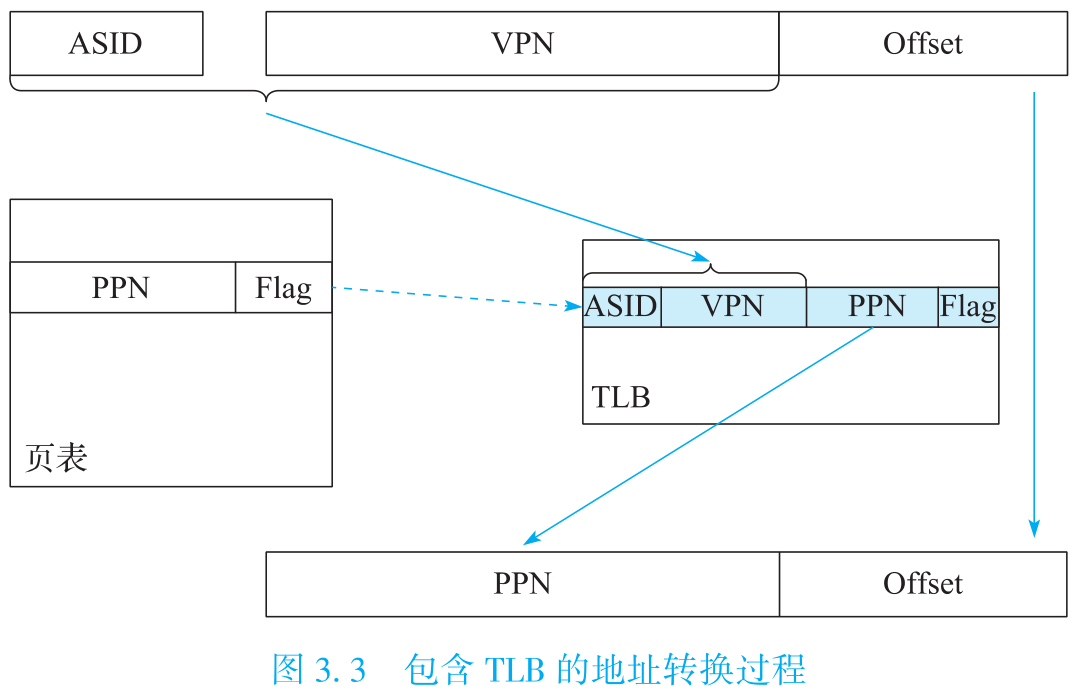 ASID VPN Offset
PPN Flag
ASID VPN PPN Flag
TLB
页表
PPN Offset
图 3. 3 包含 TLB 的地址转换过程